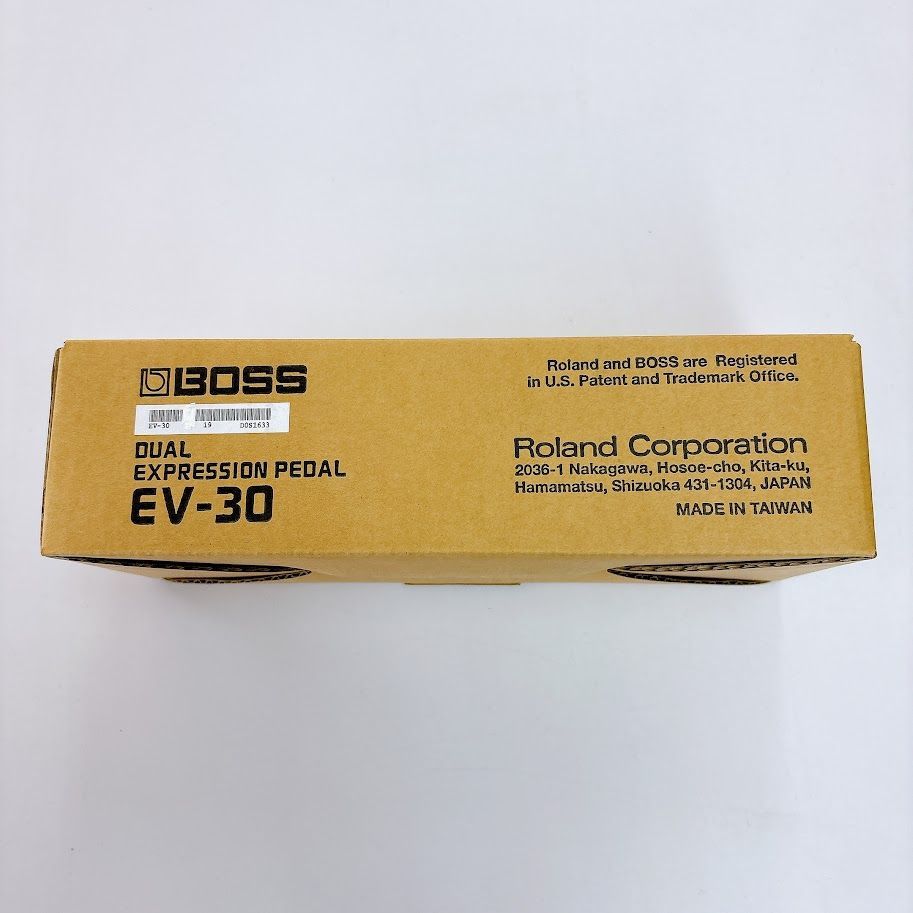 BOSS
EV-30 19 D0S1633
DUAL
EXPRESSION PEDAL
EV-30
Roland and BOSS are Registered
in U.S. Patent and Trademark Office.
Roland Corporation
2036-1 Nakagawa, Hosoe-cho, Kita-ku,
Hamamatsu, Shizuoka 431-1304, JAPAN
MADE IN TAIWAN